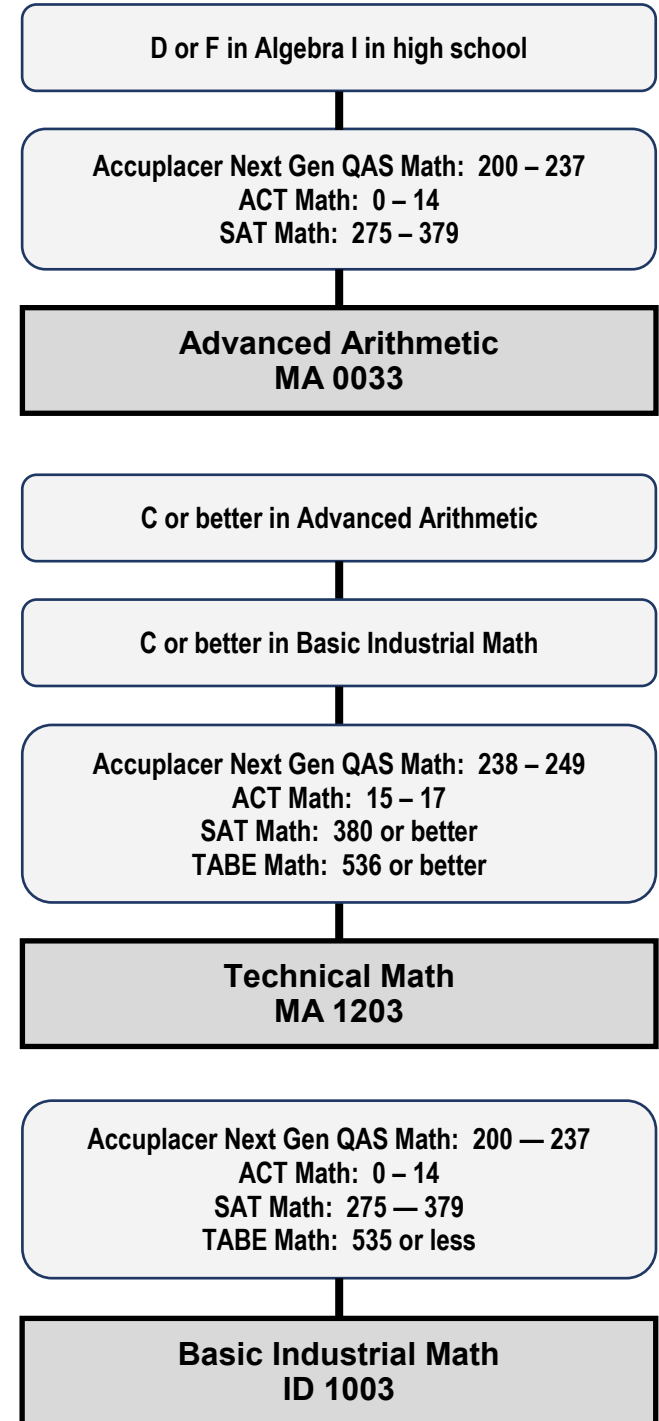 D or F in Algebra I in high school
Accuplacer Next Gen QAS Math:  200 – 237
ACT Math:  0 – 14
SAT Math:  275 – 379
Advanced Arithmetic
MA 0033
C or better in Advanced Arithmetic
C or better in Basic Industrial Math
Accuplacer Next Gen QAS Math:  238 – 249
ACT Math:  15 – 17
SAT Math:  380 or better
TABE Math:  536 or better
Technical Math
MA 1203
Accuplacer Next Gen QAS Math:  200 — 237
ACT Math:  0 – 14
SAT Math:  275 — 379
TABE Math:  535 or less
Basic Industrial Math
ID 1003